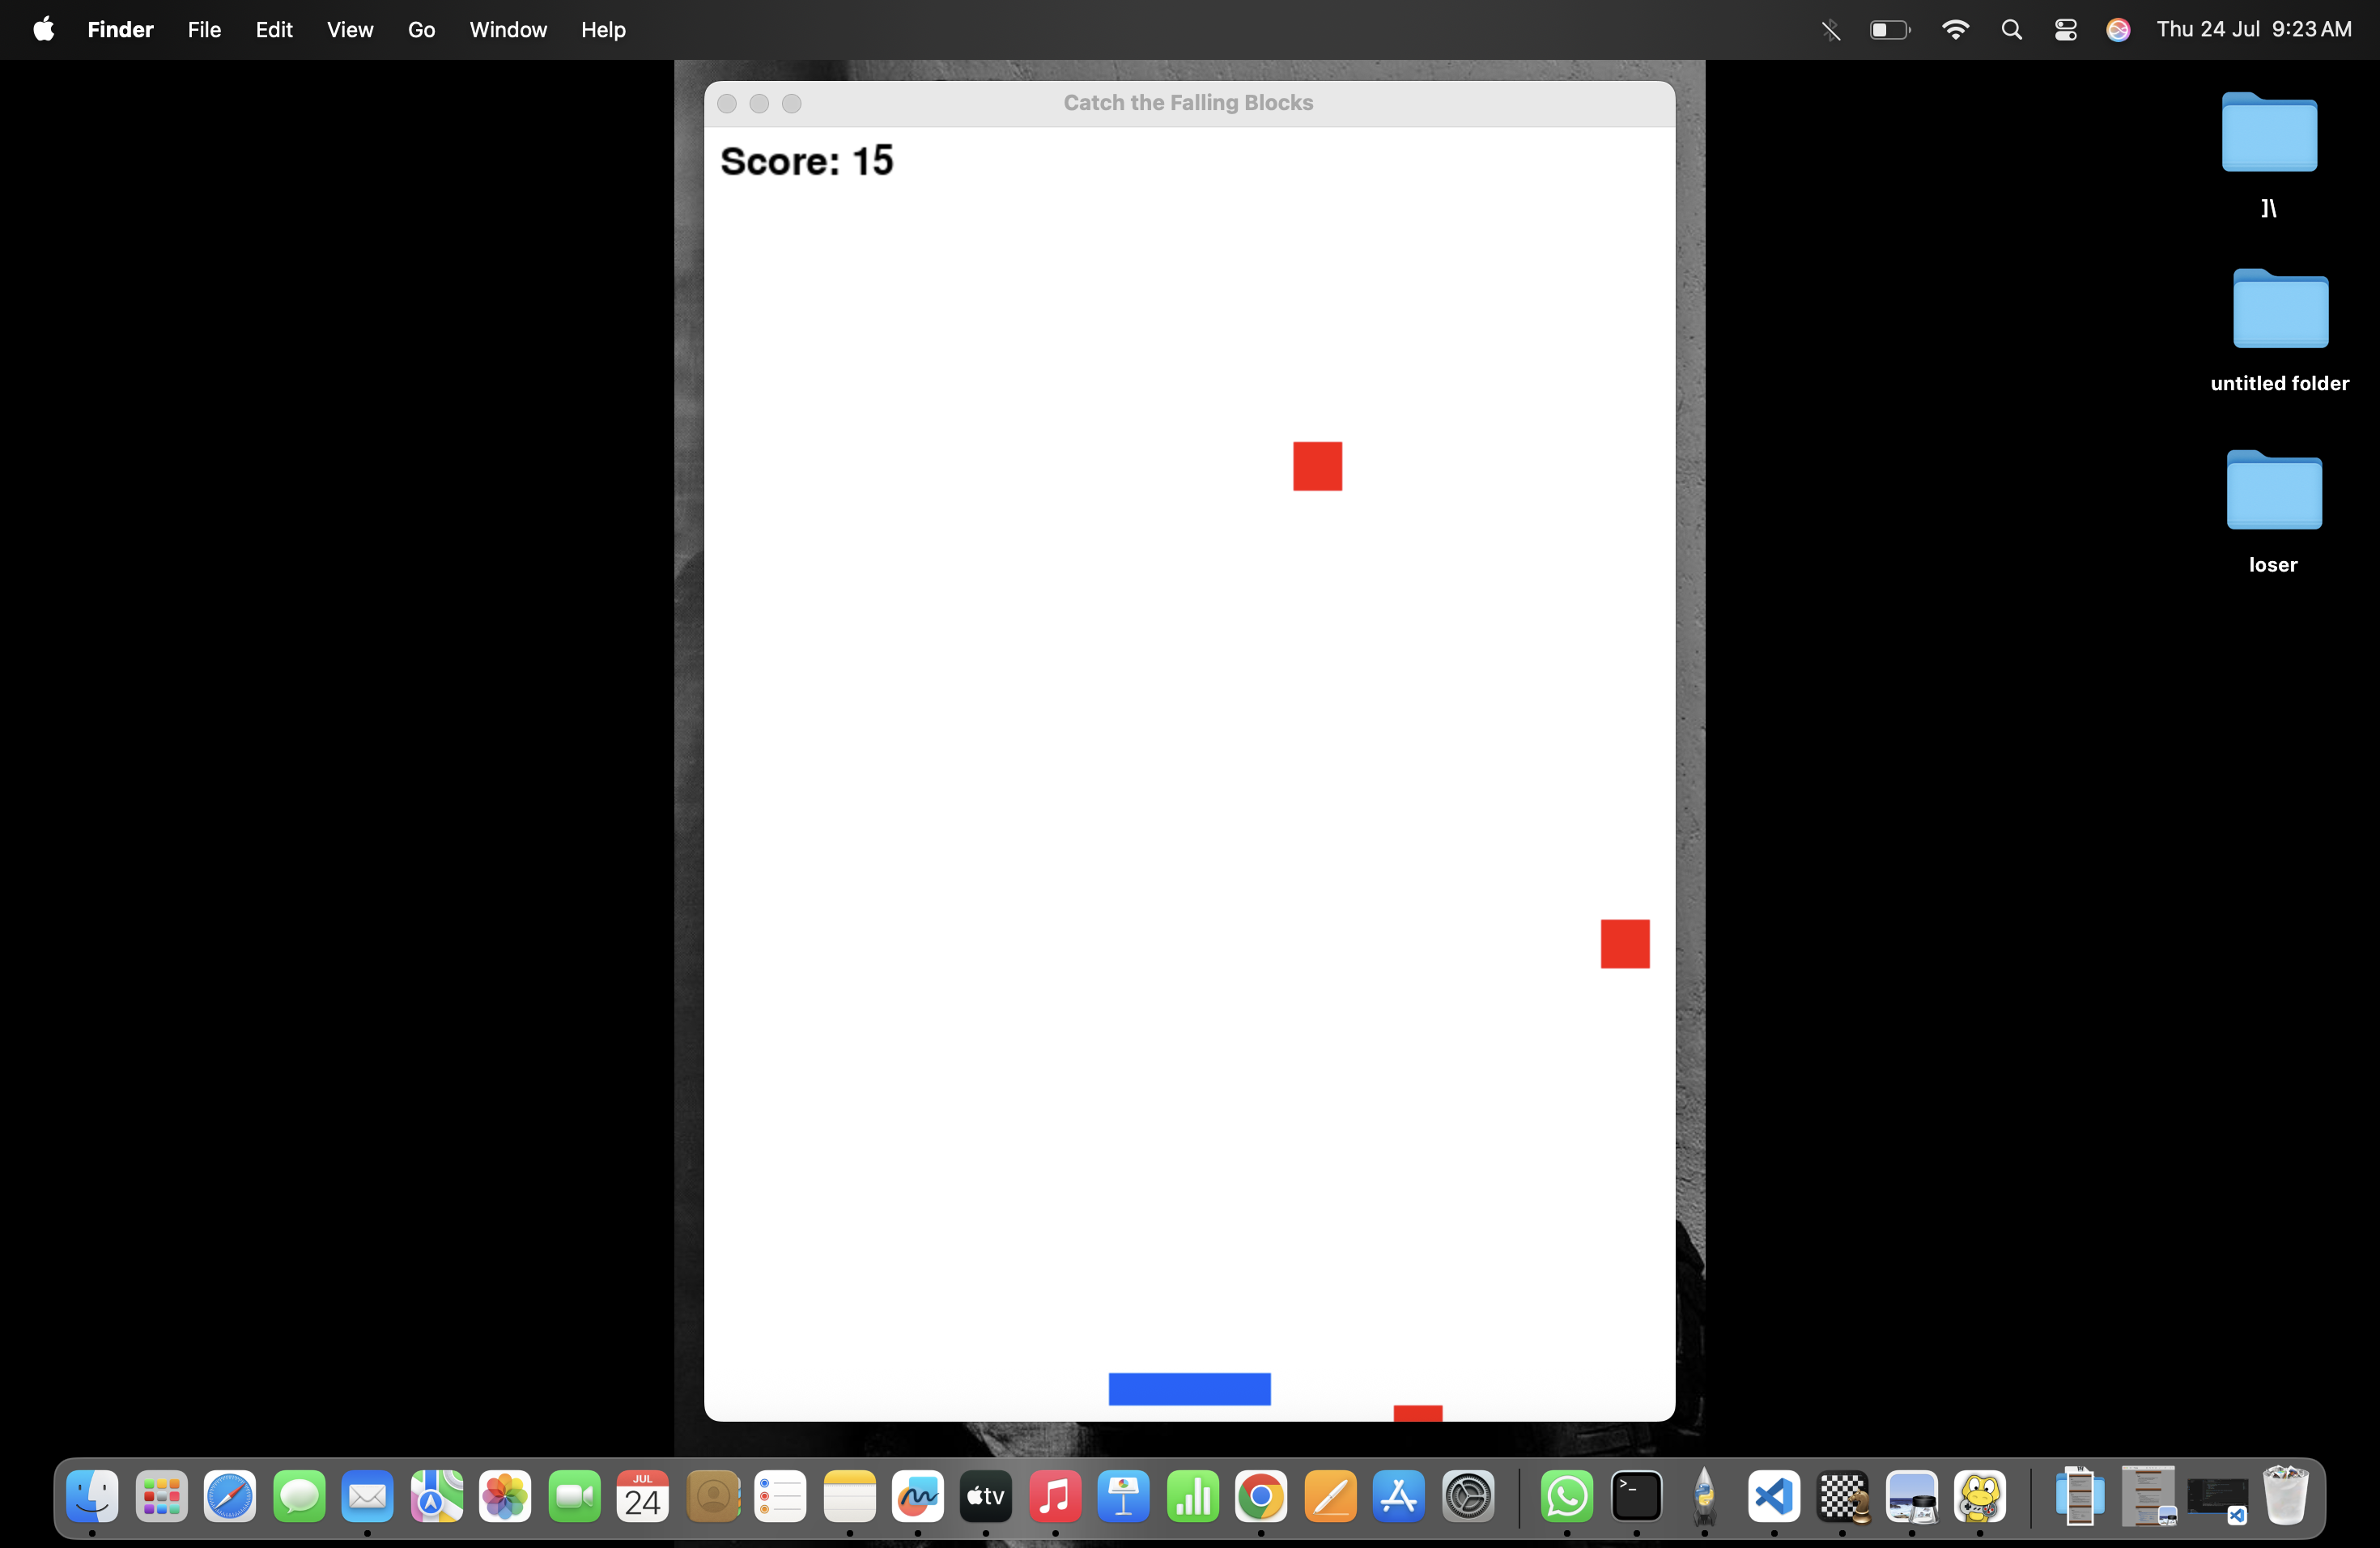 Finder File Edit View Go Window Help Thu 24 Jul 9:23 AM
Catch the Falling Blocks
Score: 15
]\
untitled folder
loser
JUL
24
tv
>_